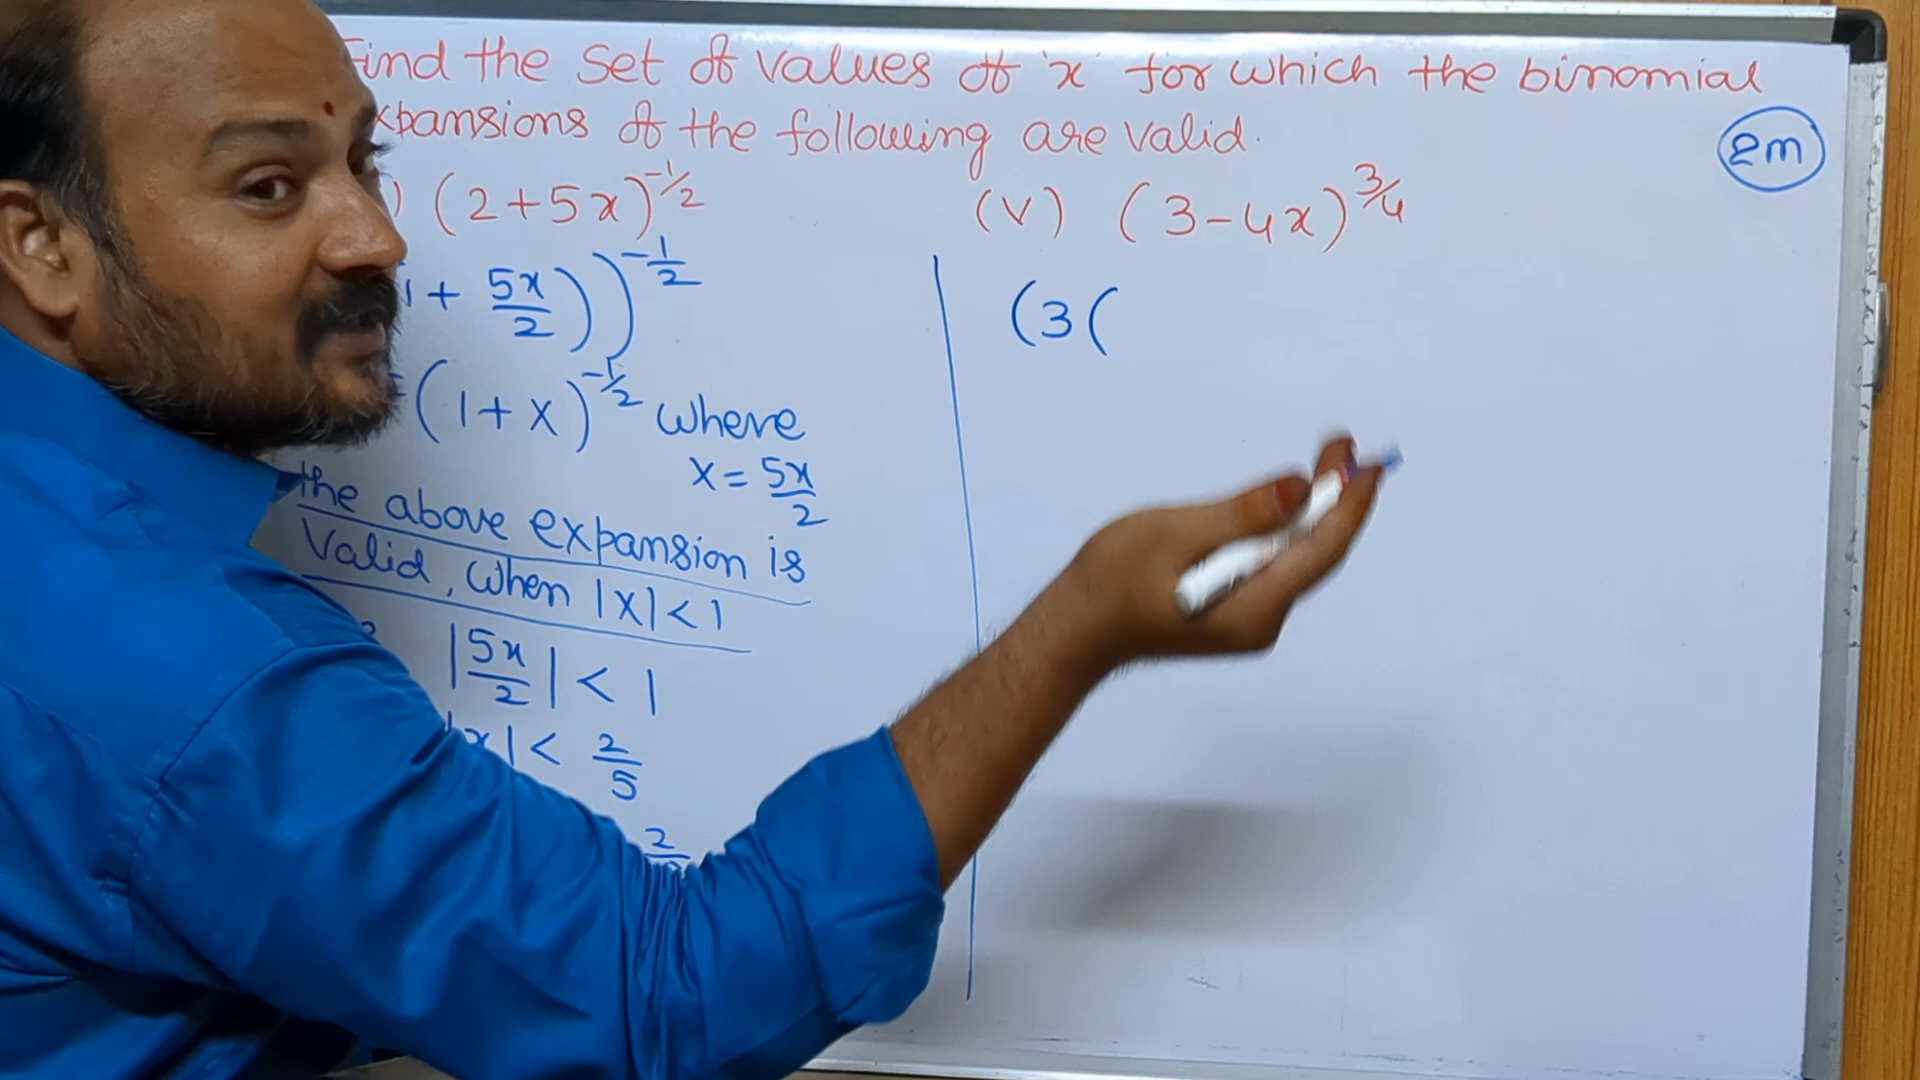 Find the set of values of 'x' for which the binomial
xpansions of the following are valid.
2m
) (2+5x)^-1/2
1 + 5x/2))^-1/2
(1+x)^-1/2 where
x = 5x/2
the above expansion is
Valid, when |x| < 1
|5x/2| < 1
x| < 2/5
2
(V) (3-4x)^3/4
(3(